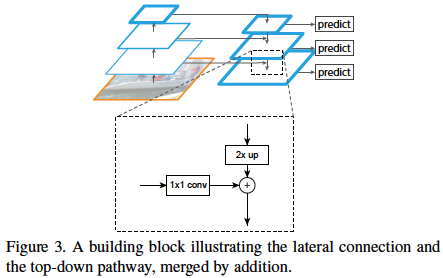 predict
predict
predict
2x up
1x1 conv
+
Figure 3. A building block illustrating the lateral connection and
the top-down pathway, merged by addition.